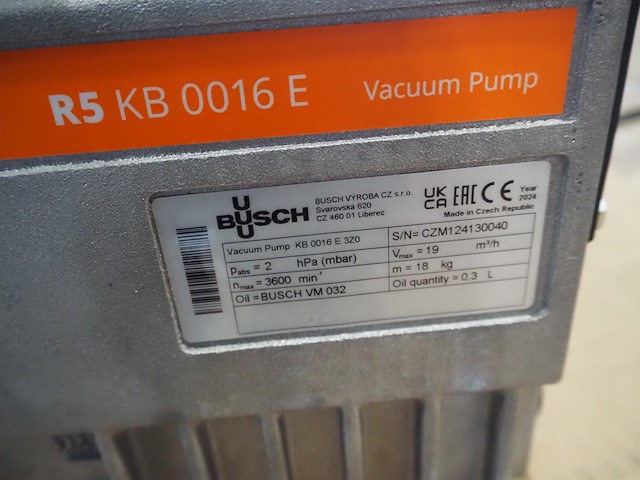 R5 KB 0016 E Vacuum Pump
BUSCH
BUSCH VÝROBA CZ s.r.o.
Svárovská 620
CZ 460 01 Liberec
UK CA EAC CE Year 2024
Made in Czech Republic
Vacuum Pump KB 0016 E 3Z0 S/N= CZM124130040
Pabs = 2 hPa (mbar) Vmax = 19 m³/h
nmax = 3600 min⁻¹ m = 18 kg
Oil =BUSCH VM 032 Oil quantity = 0.3 L